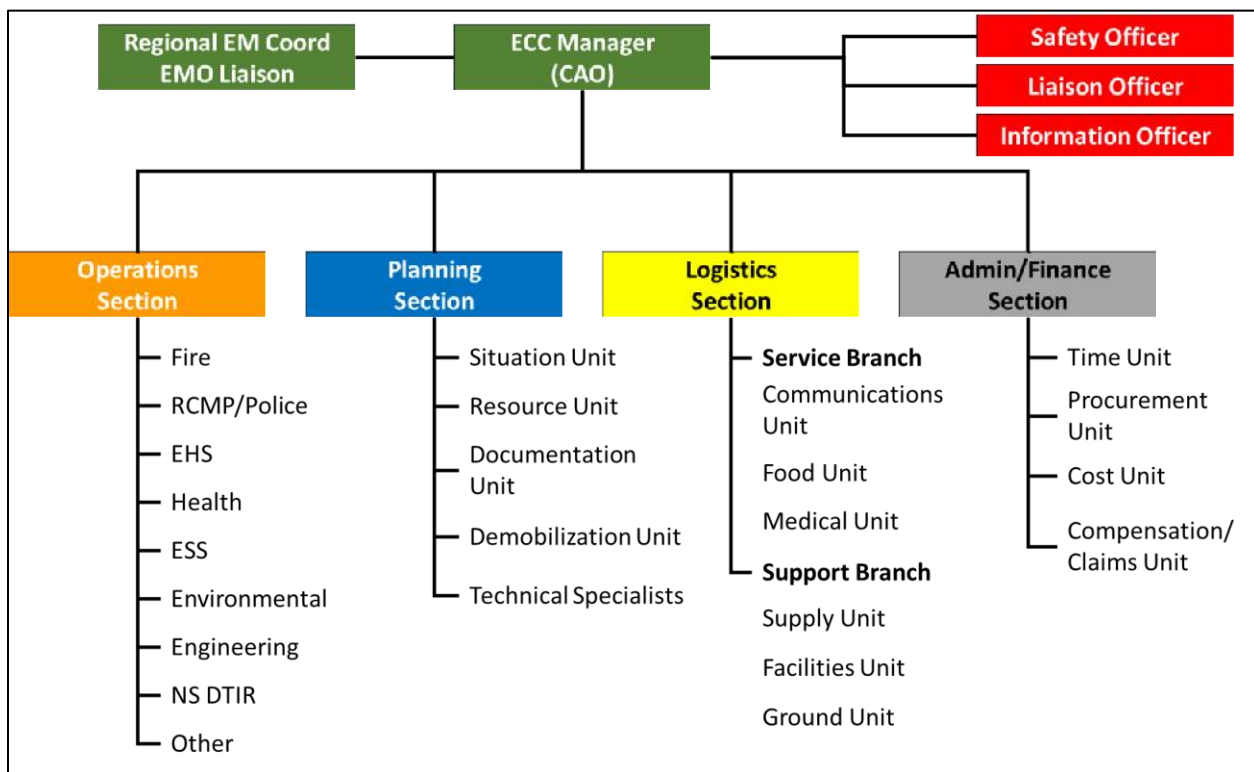 Regional EM Coord
EMO Liaison
ECC Manager
(CAO)
Safety Officer
Liaison Officer
Information Officer
Operations
Section
Fire
RCMP/Police
EHS
Health
ESS
Environmental
Engineering
NS DTIR
Other
Planning
Section
Situation Unit
Resource Unit
Documentation
Unit
Demobilization Unit
Technical Specialists
Logistics
Section
Service Branch
Communications
Unit
Food Unit
Medical Unit
Support Branch
Supply Unit
Facilities Unit
Ground Unit
Admin/Finance
Section
Time Unit
Procurement
Unit
Cost Unit
Compensation/
Claims Unit